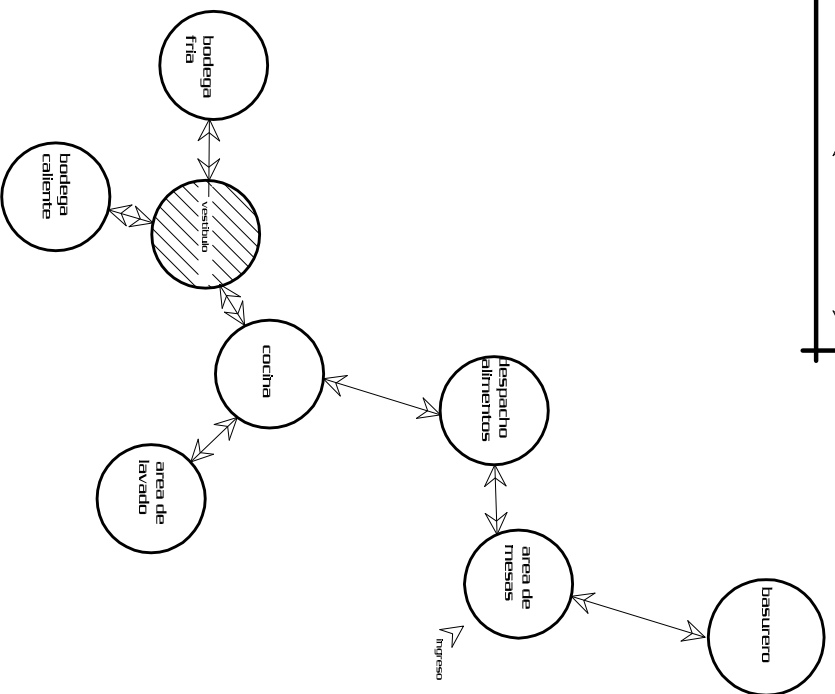 bodega
fria
bodega
caliente
vestibulo
cocina
area de
lavado
despacho
alimentos
area de
mesas
basurero
Ingreso